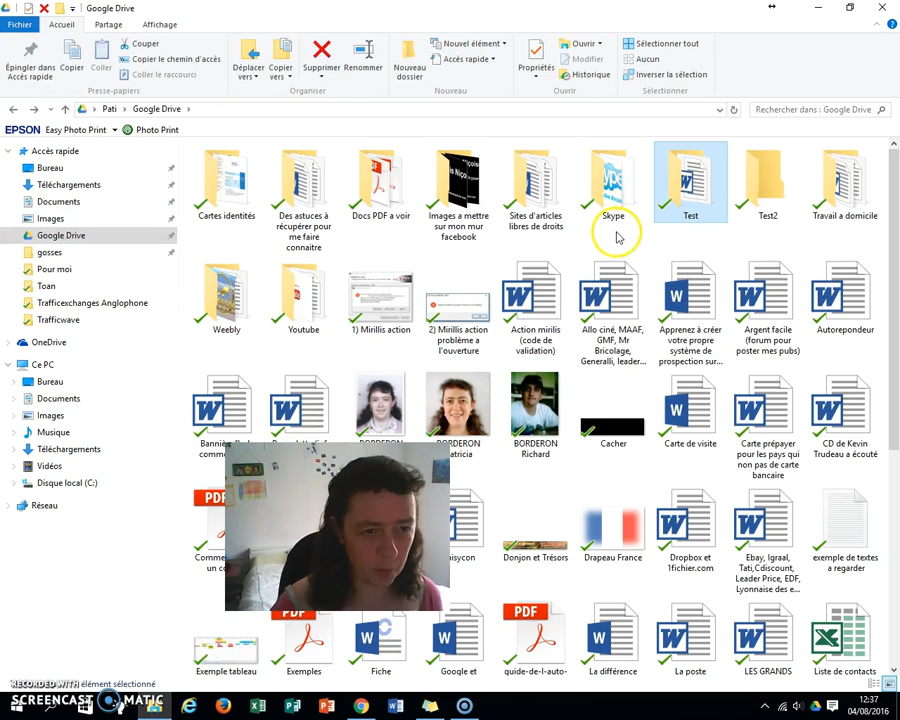 Google Drive
Fichier
Accueil
Partage
Affichage
Épingler dans Accès rapide
Copier
Coller
Couper
Copier le chemin d'accès
Coller le raccourci
Presse-papiers
Déplacer vers
Copier vers
Supprimer
Renommer
Organiser
Nouveau dossier
Nouvel élément
Accès rapide
Nouveau
Propriétés
Ouvrir
Modifier
Historique
Ouvrir
Sélectionner tout
Aucun
Inverser la sélection
Sélectionner
Pati > Google Drive >
Rechercher dans : Google Drive
EPSON Easy Photo Print Photo Print
Accès rapide
Bureau
Téléchargements
Documents
Images
Google Drive
gosses
Pour moi
Toan
Trafficexchanges Anglophone
Trafficwave
OneDrive
Ce PC
Bureau
Documents
Images
Musique
Téléchargements
Vidéos
Disque local (C:)
Réseau
Cartes identités
Des astuces à
récupérer pour
me faire
connaitre
Docs PDF a voir
Images a mettre
sur mon mur
facebook
Sites d'articles
libres de droits
Skype
Test
Test2
Travail a domicile
Weebly
Youtube
1) Mirillis action
2) Mirillis action
problème a
l'ouverture
Action mirilis
(code de
validation)
Allo ciné, MAAF,
GMF, Mr
Bricolage,
Generalli, leader...
Apprenez à créer
votre propre
système de
prospection sur...
Argent facile
(forum pour
poster mes pubs)
Autorepondeur
BORDERON
Richard
Cacher
Carte de visite
Carte prépayer
pour les pays qui
non pas de carte
bancaire
CD de Kevin
Trudeau a écouté
Donjon et Trésors
Drapeau France
Dropbox et
1fichier.com
Ebay, Igraal,
Tati,Cdiscount,
Leader Price, EDF,
Lyonnaise des e...
exemple de textes
a regarder
Exemple tableau
Exemples
Fiche
Google et
guide-de-l-auto-
La différence
La poste
LES GRANDS
Liste de contacts
élément sélectionné
RECORDED WITH
SCREENCAST MATIC
12:37
04/08/2016